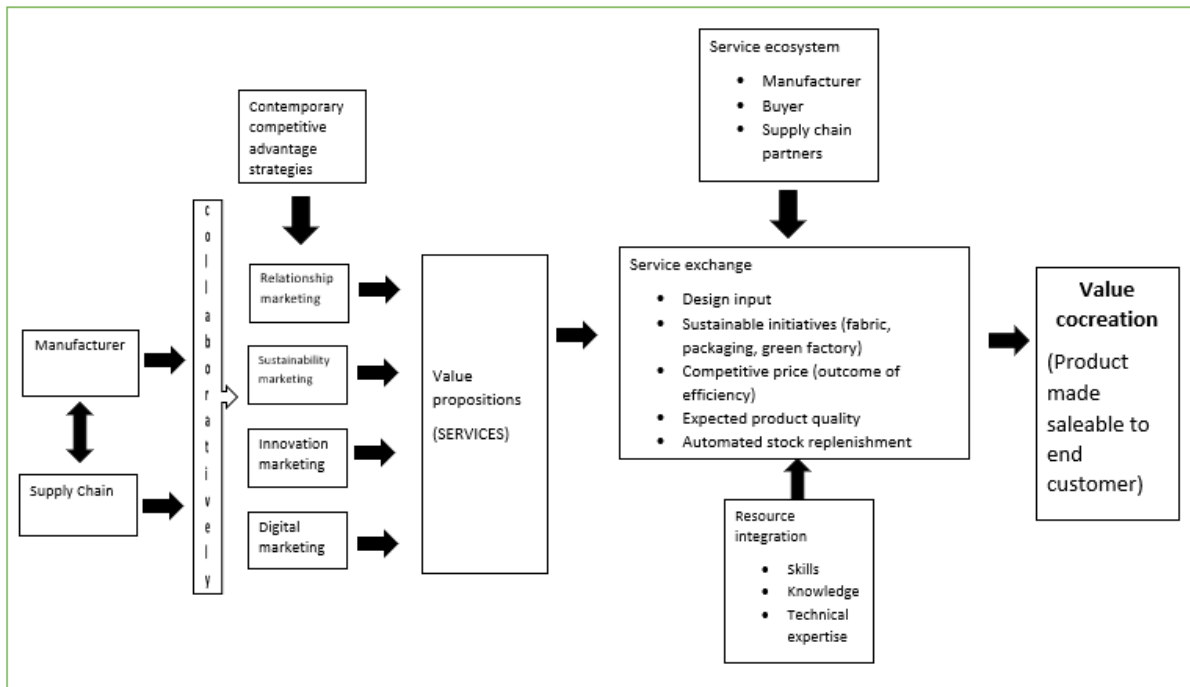 Manufacturer
Supply Chain
collaboratively
Contemporary
competitive
advantage
strategies
Relationship
marketing
Sustainability
marketing
Innovation
marketing
Digital
marketing
Value
propositions
(SERVICES)
Service ecosystem
• Manufacturer
• Buyer
• Supply chain
partners
Service exchange
• Design input
• Sustainable initiatives (fabric,
packaging, green factory)
• Competitive price (outcome of
efficiency)
• Expected product quality
• Automated stock replenishment
Resource
integration
• Skills
• Knowledge
• Technical
expertise
Value
cocreation
(Product
made
saleable to
end
customer)